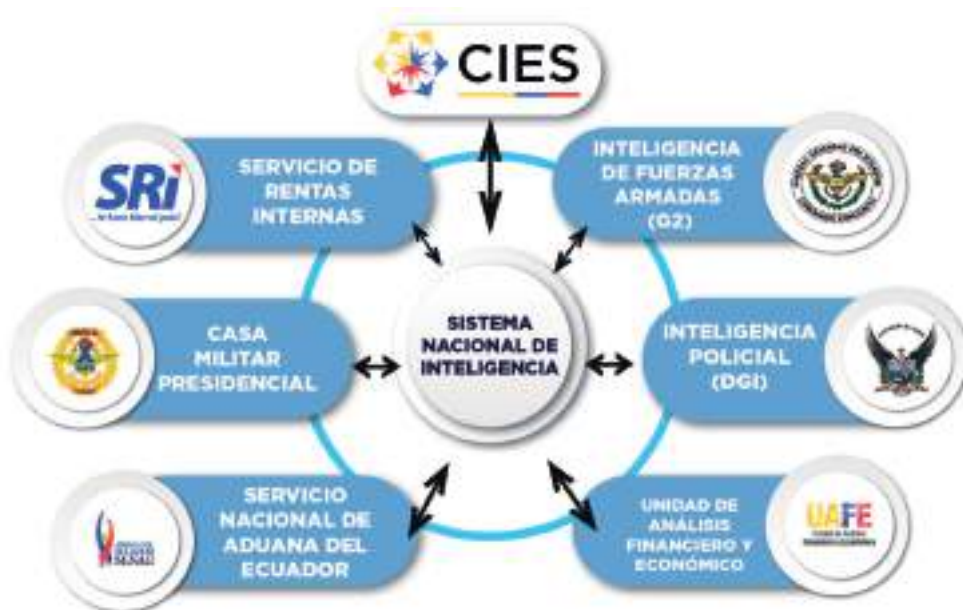 CIES
SRi
SERVICIO DE
RENTAS
INTERNAS
INTELIGENCIA
DE FUERZAS
ARMADAS
(G2)
CASA
MILITAR
PRESIDENCIAL
SISTEMA
NACIONAL DE
INTELIGENCIA
INTELIGENCIA
POLICIAL
(DGI)
SERVICIO
NACIONAL DE
ADUANA DEL
ECUADOR
UNIDAD DE
ANÁLISIS
FINANCIERO Y
ECONÓMICO
UAFE